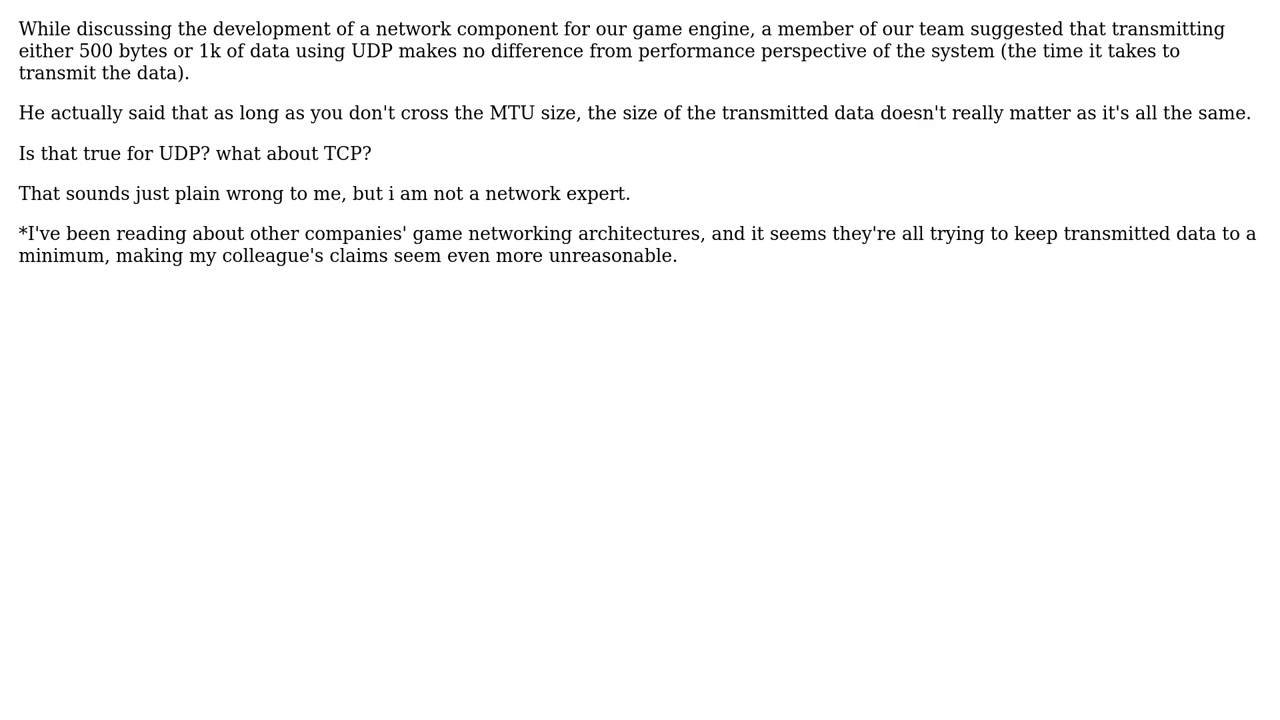 While discussing the development of a network component for our game engine, a member of our team suggested that transmitting
either 500 bytes or 1k of data using UDP makes no difference from performance perspective of the system (the time it takes to
transmit the data).
He actually said that as long as you don't cross the MTU size, the size of the transmitted data doesn't really matter as it's all the same.
Is that true for UDP? what about TCP?
That sounds just plain wrong to me, but i am not a network expert.
*I've been reading about other companies' game networking architectures, and it seems they're all trying to keep transmitted data to a
minimum, making my colleague's claims seem even more unreasonable.